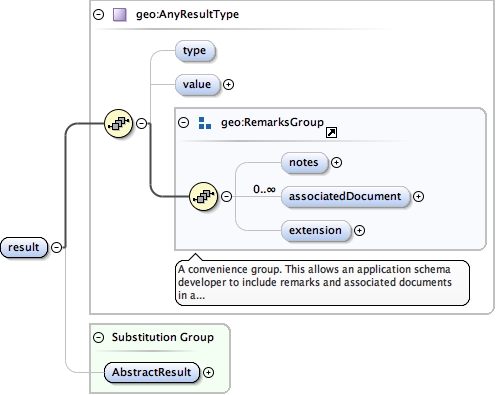 geo:AnyResultType
type
value
geo:RemarksGroup
notes
0..∞
associatedDocument
extension
result
A convenience group. This allows an application schema
developer to include remarks and associated documents
in a...
Substitution Group
AbstractResult